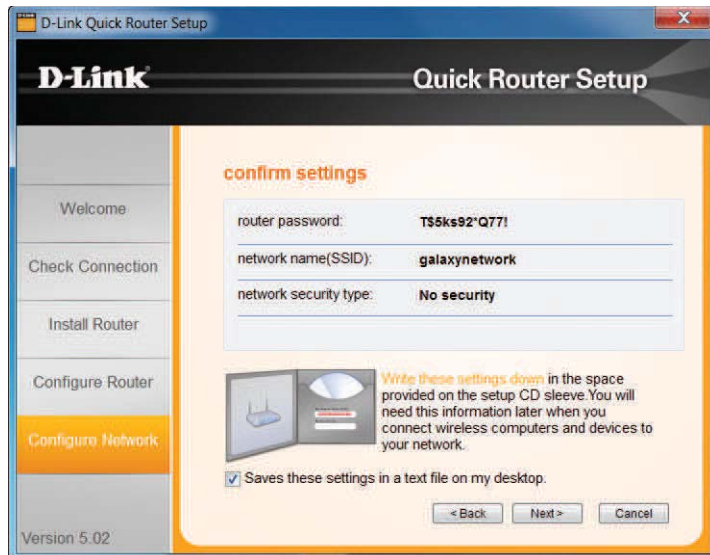 D-Link Quick Router Setup
D-Link
Quick Router Setup
Welcome
Check Connection
Install Router
Configure Router
Configure Network
Version 5.02
confirm settings
router password: T$5ks92*Q77!
network name(SSID): galaxynetwork
network security type: No security
Write these settings down in the space
provided on the setup CD sleeve.You will
need this information later when you
connect wireless computers and devices to
your network.
Saves these settings in a text file on my desktop.
< Back Next > Cancel